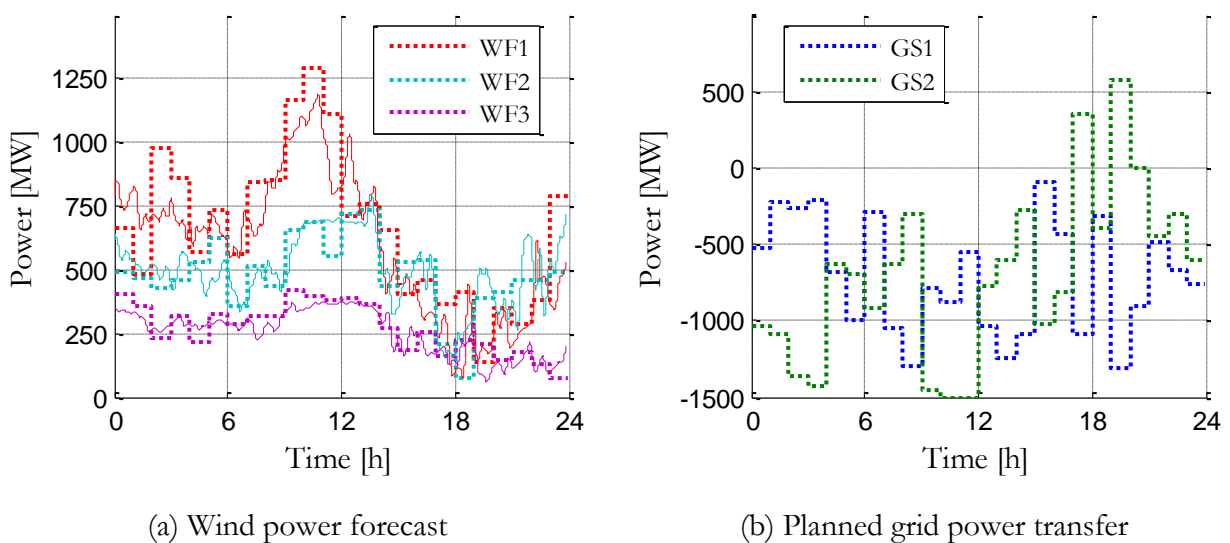 WF1
WF2
WF3
1250
1000
750
500
250
0
0
6
12
18
24
Power [MW]
Time [h]
(a) Wind power forecast
GS1
GS2
500
0
-500
-1000
-1500
0
6
12
18
24
Power [MW]
Time [h]
(b) Planned grid power transfer